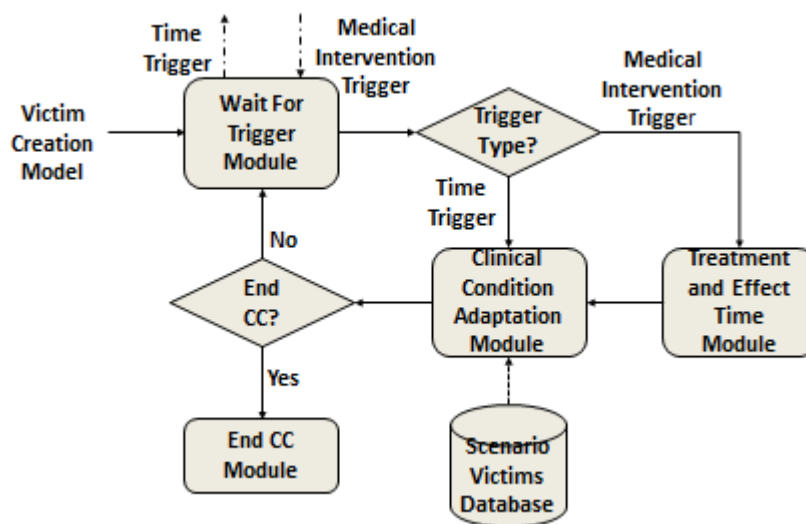 Time
Trigger
Medical
Intervention
Trigger
Victim
Creation
Model
Wait For
Trigger
Module
Trigger
Type?
Medical
Intervention
Trigger
Time
Trigger
No
End
CC?
Clinical
Condition
Adaptation
Module
Treatment
and Effect
Time
Module
Yes
End CC
Module
Scenario
Victims
Database